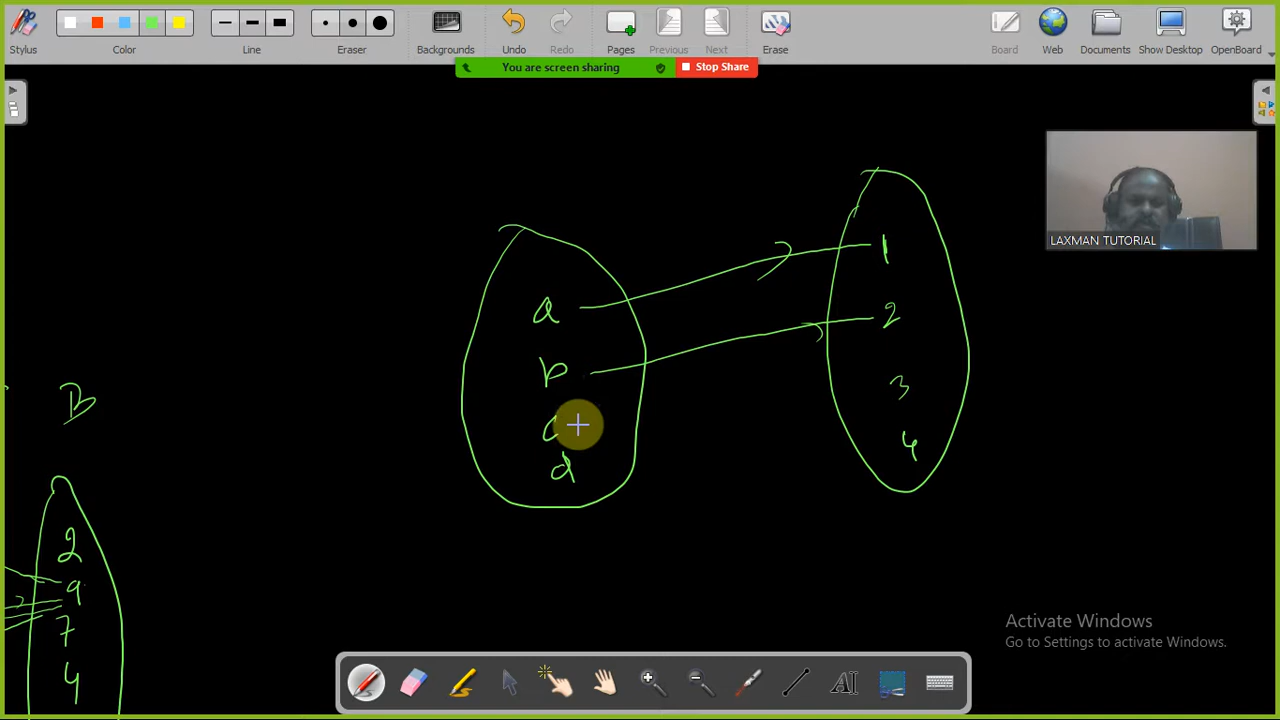 Stylus
Color
Line
Eraser
Backgrounds
Undo
Redo
Pages
Previous
Next
Erase
Board
Web
Documents
Show Desktop
OpenBoard
You are screen sharing
Stop Share
LAXMAN TUTORIAL
a
b
c
d
1
2
3
4
B
2
9
7
4
Activate Windows
Go to Settings to activate Windows.
AI